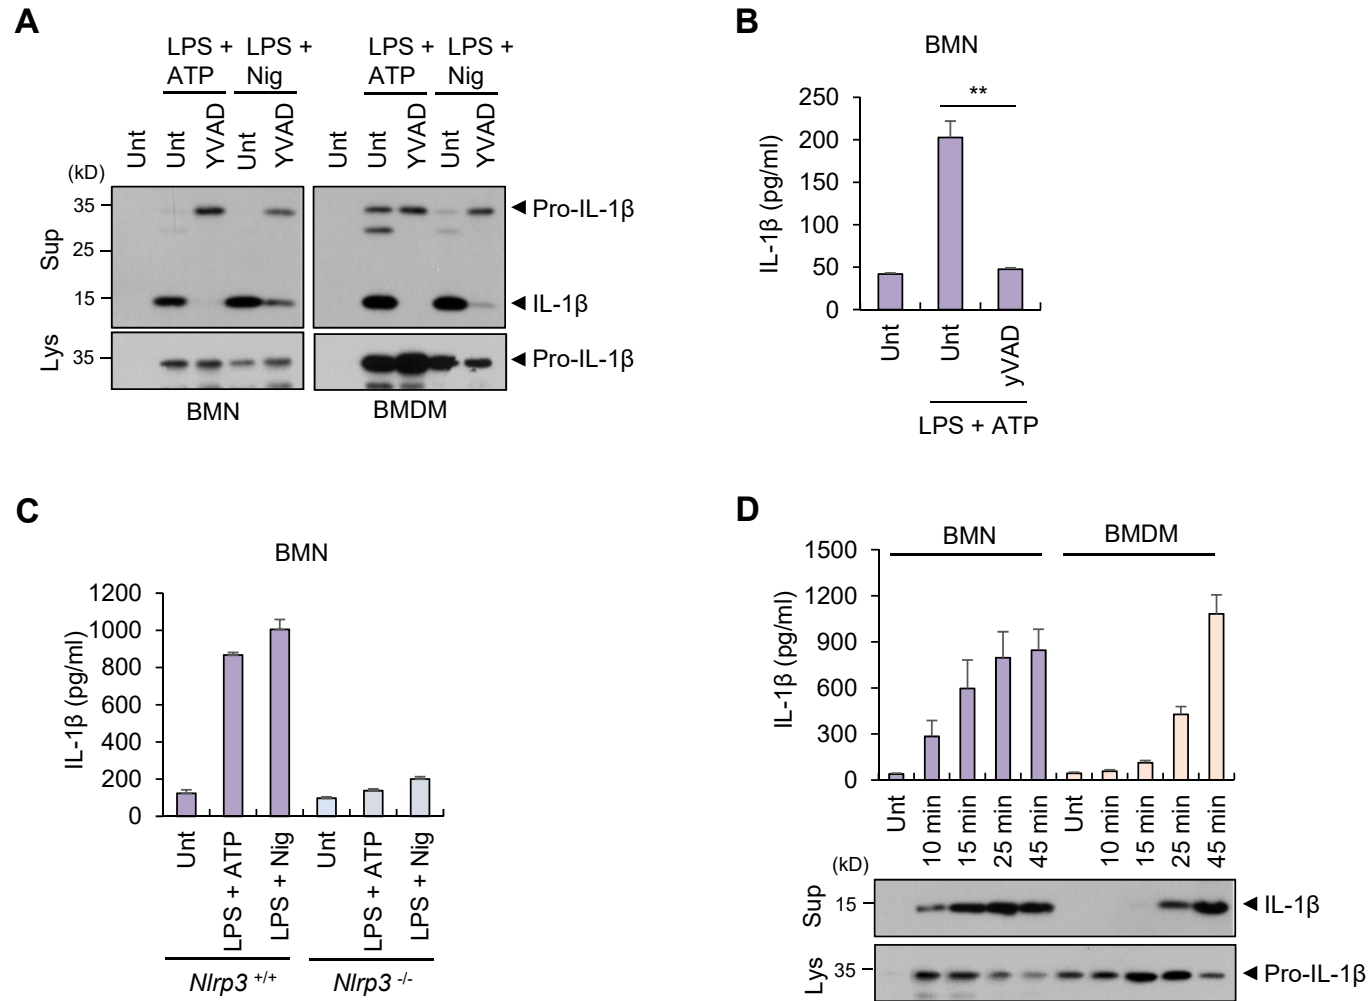 A
LPS + ATP
LPS + Nig
LPS + ATP
LPS + Nig
Unt
Unt
YVAD
Unt
YVAD
Unt
Unt
YVAD
Unt
YVAD
(kD)
Sup
35
25
15
Pro-IL-1β
IL-1β
Lys
35
Pro-IL-1β
BMN
BMDM
B
BMN
**
IL-1β (pg/ml)
250
200
150
100
50
0
Unt
Unt
yVAD
LPS + ATP
C
BMN
IL-1β (pg/ml)
1200
1000
800
600
400
200
0
Unt
LPS + ATP
LPS + Nig
Unt
LPS + ATP
LPS + Nig
Nlrp3 +/+
Nlrp3 -/-
D
BMN
BMDM
IL-1β (pg/ml)
1500
1200
900
600
300
0
Unt
10 min
15 min
25 min
45 min
Unt
10 min
15 min
25 min
45 min
(kD)
Sup
15
IL-1β
Lys
35
Pro-IL-1β